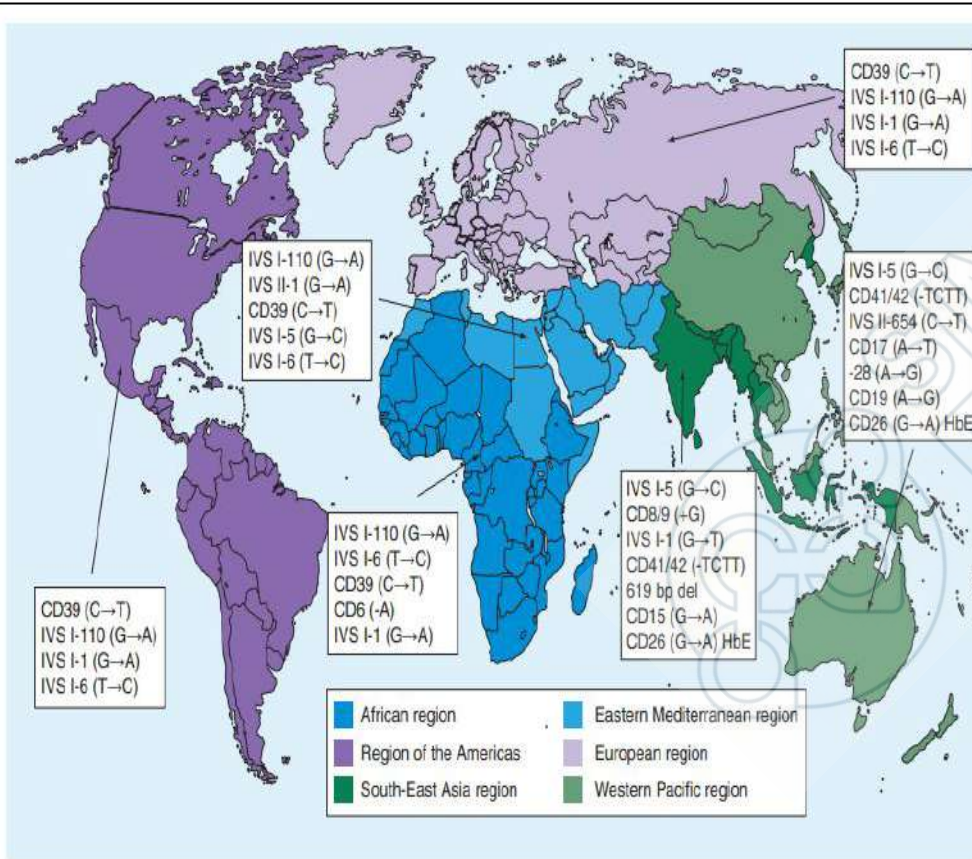 CD39 (C→T)
IVS I-110 (G→A)
IVS I-1 (G→A)
IVS I-6 (T→C)
IVS I-110 (G→A)
IVS II-1 (G→A)
CD39 (C→T)
IVS I-5 (G→C)
IVS I-6 (T→C)
IVS I-5 (G→C)
CD41/42 (-TCTT)
IVS II-654 (C→T)
CD17 (A→T)
-28 (A→G)
CD19 (A→G)
CD26 (G→A) HbE
IVS I-110 (G→A)
IVS I-6 (T→C)
CD39 (C→T)
CD6 (-A)
IVS I-1 (G→A)
IVS I-5 (G→C)
CD8/9 (+G)
IVS I-1 (G→T)
CD41/42 (-TCTT)
619 bp del
CD15 (G→A)
CD26 (G→A) HbE
CD39 (C→T)
IVS I-110 (G→A)
IVS I-1 (G→A)
IVS I-6 (T→C)
African region
Eastern Mediterranean region
Region of the Americas
European region
South-East Asia region
Western Pacific region